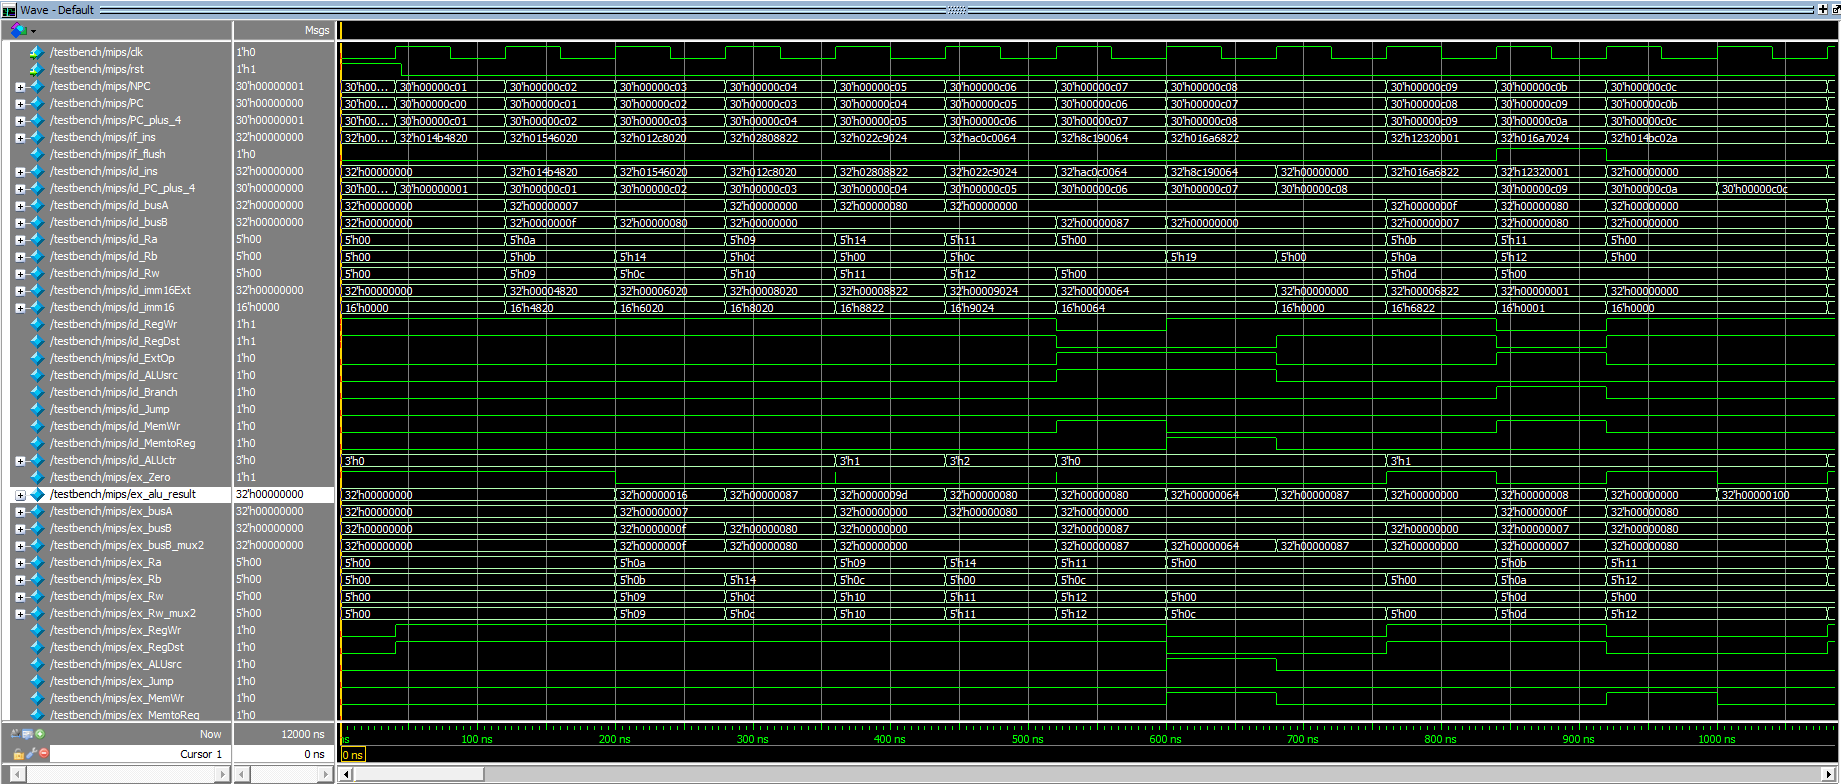 Wave - Default
Msgs
/testbench/mips/clk 1'h0
/testbench/mips/rst 1'h1
/testbench/mips/NPC 30'h00000001 30'h00... 30'h00000c01 30'h00000c02 30'h00000c03 30'h00000c04 30'h00000c05 30'h00000c06 30'h00000c07 30'h00000c08 30'h00000c09 30'h00000c0b 30'h00000c0c
/testbench/mips/PC 30'h00000000 30'h00... 30'h00000c00 30'h00000c01 30'h00000c02 30'h00000c03 30'h00000c04 30'h00000c05 30'h00000c06 30'h00000c07 30'h00000c08 30'h00000c09 30'h00000c0b
/testbench/mips/PC_plus_4 30'h00000001 30'h00... 30'h00000c01 30'h00000c02 30'h00000c03 30'h00000c04 30'h00000c05 30'h00000c06 30'h00000c07 30'h00000c08 30'h00000c09 30'h00000c0a 30'h00000c0c
/testbench/mips/if_ins 32'h00000000 32'h00... 32'h014b4820 32'h01546020 32'h012c8020 32'h02808822 32'h022c9024 32'hac0c0064 32'h8c190064 32'h016a6822 32'h12320001 32'h016a7024 32'h014bc02a
/testbench/mips/if_flush 1'h0
/testbench/mips/id_ins 32'h00000000 32'h00000000 32'h014b4820 32'h01546020 32'h012c8020 32'h02808822 32'h022c9024 32'hac0c0064 32'h8c190064 32'h00000000 32'h016a6822 32'h12320001 32'h00000000
/testbench/mips/id_PC_plus_4 30'h00000000 30'h00... 30'h00000001 30'h00000c01 30'h00000c02 30'h00000c03 30'h00000c04 30'h00000c05 30'h00000c06 30'h00000c07 30'h00000c08 30'h00000c09 30'h00000c0a 30'h00000c0c
/testbench/mips/id_busA 32'h00000000 32'h00000000 32'h00000007 32'h00000000 32'h00000080 32'h00000000 32'h0000000f 32'h00000080 32'h00000000
/testbench/mips/id_busB 32'h00000000 32'h00000000 32'h0000000f 32'h00000080 32'h00000000 32'h00000087 32'h00000000 32'h00000007 32'h00000080 32'h00000000
/testbench/mips/id_Ra 5'h00 5'h00 5'h0a 5'h09 5'h14 5'h11 5'h00 5'h0b 5'h11 5'h00
/testbench/mips/id_Rb 5'h00 5'h00 5'h0b 5'h14 5'h0c 5'h00 5'h0c 5'h19 5'h00 5'h0a 5'h12 5'h00
/testbench/mips/id_Rw 5'h00 5'h00 5'h09 5'h0c 5'h10 5'h11 5'h12 5'h00 5'h0d 5'h00
/testbench/mips/id_imm16Ext 32'h00000000 32'h00000000 32'h00004820 32'h00006020 32'h00008020 32'h00008822 32'h00009024 32'h00000064 32'h00000000 32'h00006822 32'h00000001 32'h00000000
/testbench/mips/id_imm16 16'h0000 16'h0000 16'h4820 16'h6020 16'h8020 16'h8822 16'h9024 16'h0064 16'h0000 16'h6822 16'h0001 16'h0000
/testbench/mips/id_RegWr 1'h1
/testbench/mips/id_RegDst 1'h1
/testbench/mips/id_ExtOp 1'h0
/testbench/mips/id_ALUsrc 1'h0
/testbench/mips/id_Branch 1'h0
/testbench/mips/id_Jump 1'h0
/testbench/mips/id_MemWr 1'h0
/testbench/mips/id_MemtoReg 1'h0
/testbench/mips/id_ALUctr 3'h0 3'h0 3'h1 3'h2 3'h0 3'h1
/testbench/mips/ex_Zero 1'h1
/testbench/mips/ex_alu_result 32'h00000000 32'h00000000 32'h00000016 32'h00000087 32'h0000009d 32'h00000080 32'h00000080 32'h00000064 32'h00000087 32'h00000000 32'h00000008 32'h00000000 32'h00000100
/testbench/mips/ex_busA 32'h00000000 32'h00000000 32'h00000007 32'h00000000 32'h00000080 32'h00000000 32'h0000000f 32'h00000080
/testbench/mips/ex_busB 32'h00000000 32'h00000000 32'h0000000f 32'h00000080 32'h00000000 32'h00000087 32'h00000000 32'h00000007 32'h00000080
/testbench/mips/ex_busB_mux2 32'h00000000 32'h00000000 32'h0000000f 32'h00000080 32'h00000000 32'h00000087 32'h00000064 32'h00000087 32'h00000000 32'h00000007 32'h00000080
/testbench/mips/ex_Ra 5'h00 5'h00 5'h0a 5'h09 5'h14 5'h11 5'h00 5'h0b 5'h11
/testbench/mips/ex_Rb 5'h00 5'h00 5'h0b 5'h14 5'h0c 5'h00 5'h0c 5'h00 5'h0a 5'h12
/testbench/mips/ex_Rw 5'h00 5'h00 5'h09 5'h0c 5'h10 5'h11 5'h12 5'h00 5'h0d 5'h00
/testbench/mips/ex_Rw_mux2 5'h00 5'h00 5'h09 5'h0c 5'h10 5'h11 5'h12 5'h0c 5'h00 5'h0d 5'h12
/testbench/mips/ex_RegWr 1'h0
/testbench/mips/ex_RegDst 1'h0
/testbench/mips/ex_ALUsrc 1'h0
/testbench/mips/ex_Jump 1'h0
/testbench/mips/ex_MemWr 1'h0
/testbench/mips/ex_MemtoReg 1'h0
Now 12000 ns ns 100 ns 200 ns 300 ns 400 ns 500 ns 600 ns 700 ns 800 ns 900 ns 1000 ns
Cursor 1 0 ns 0 ns